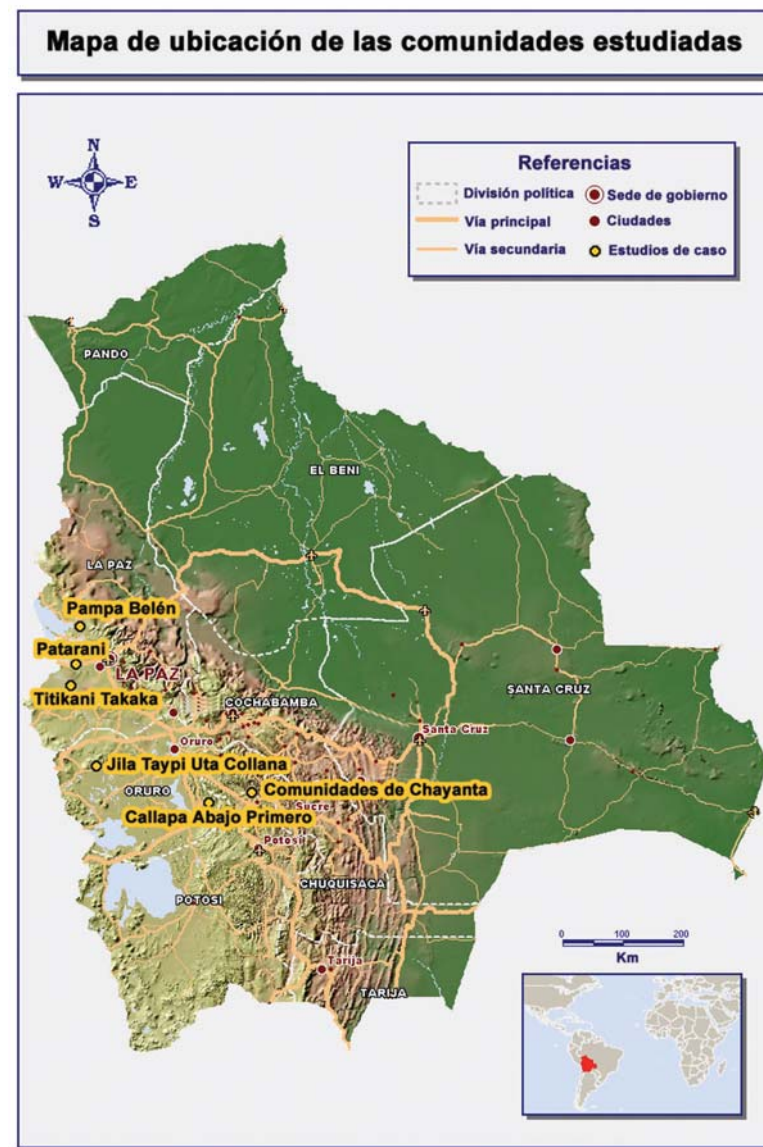 Mapa de ubicación de las comunidades estudiadas
N
W
E
S
Referencias
División política
Sede de gobierno
Vía principal
Ciudades
Vía secundaria
Estudios de caso
PANDO
EL BENI
LA PAZ
Pampa Belén
Patarani
LA PAZ
Titikani Takaka
COCHABAMBA
SANTA CRUZ
Santa Cruz
Oruro
Jila Taypi Uta Collana
ORURO
Comunidades de Chayanta
Callapa Abajo Primero
Sucre
Potosí
CHUQUISACA
POTOSI
Tarija
TARIJA
0 100 200
Km